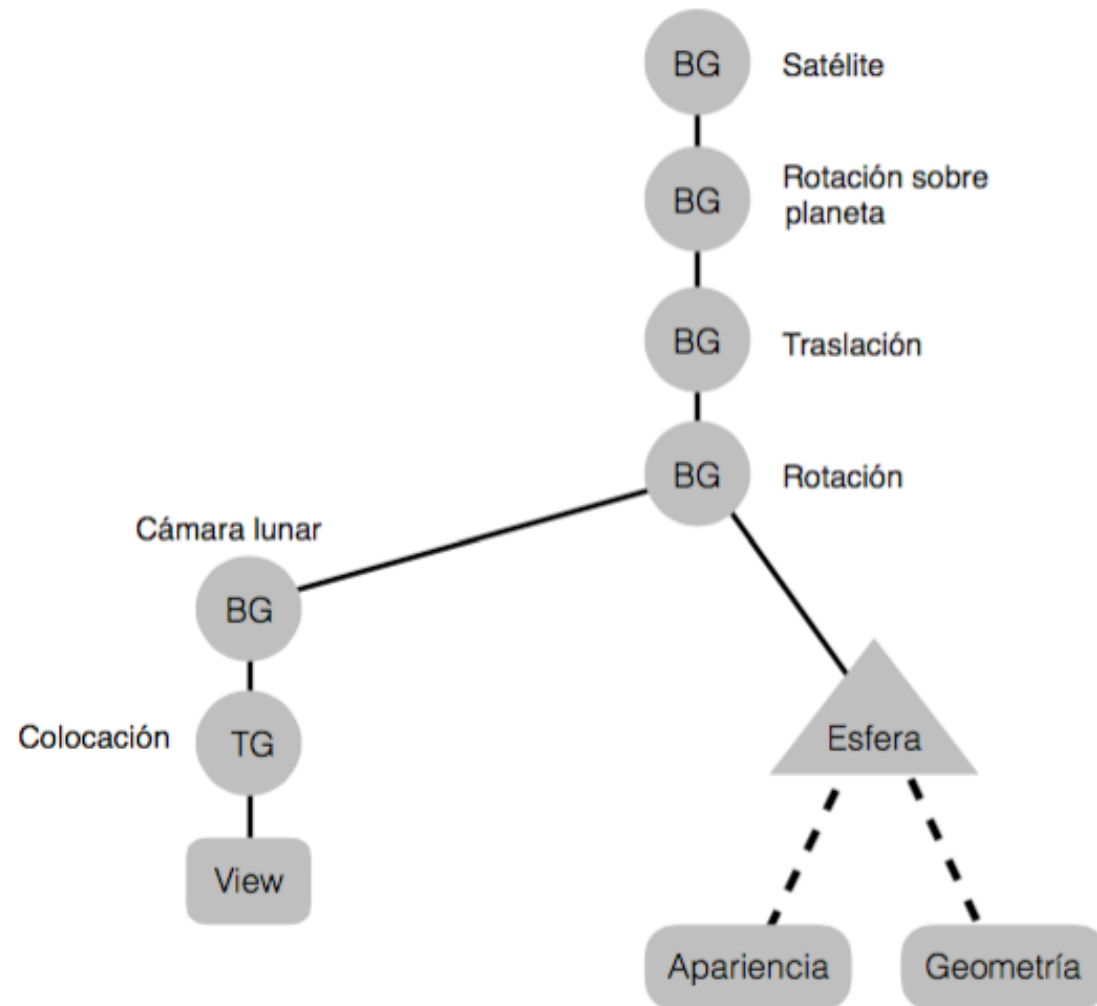 BG Satélite
BG Rotación sobre
planeta
BG Traslación
BG Rotación
Cámara lunar
BG
Colocación TG
Esfera
View
Apariencia Geometría